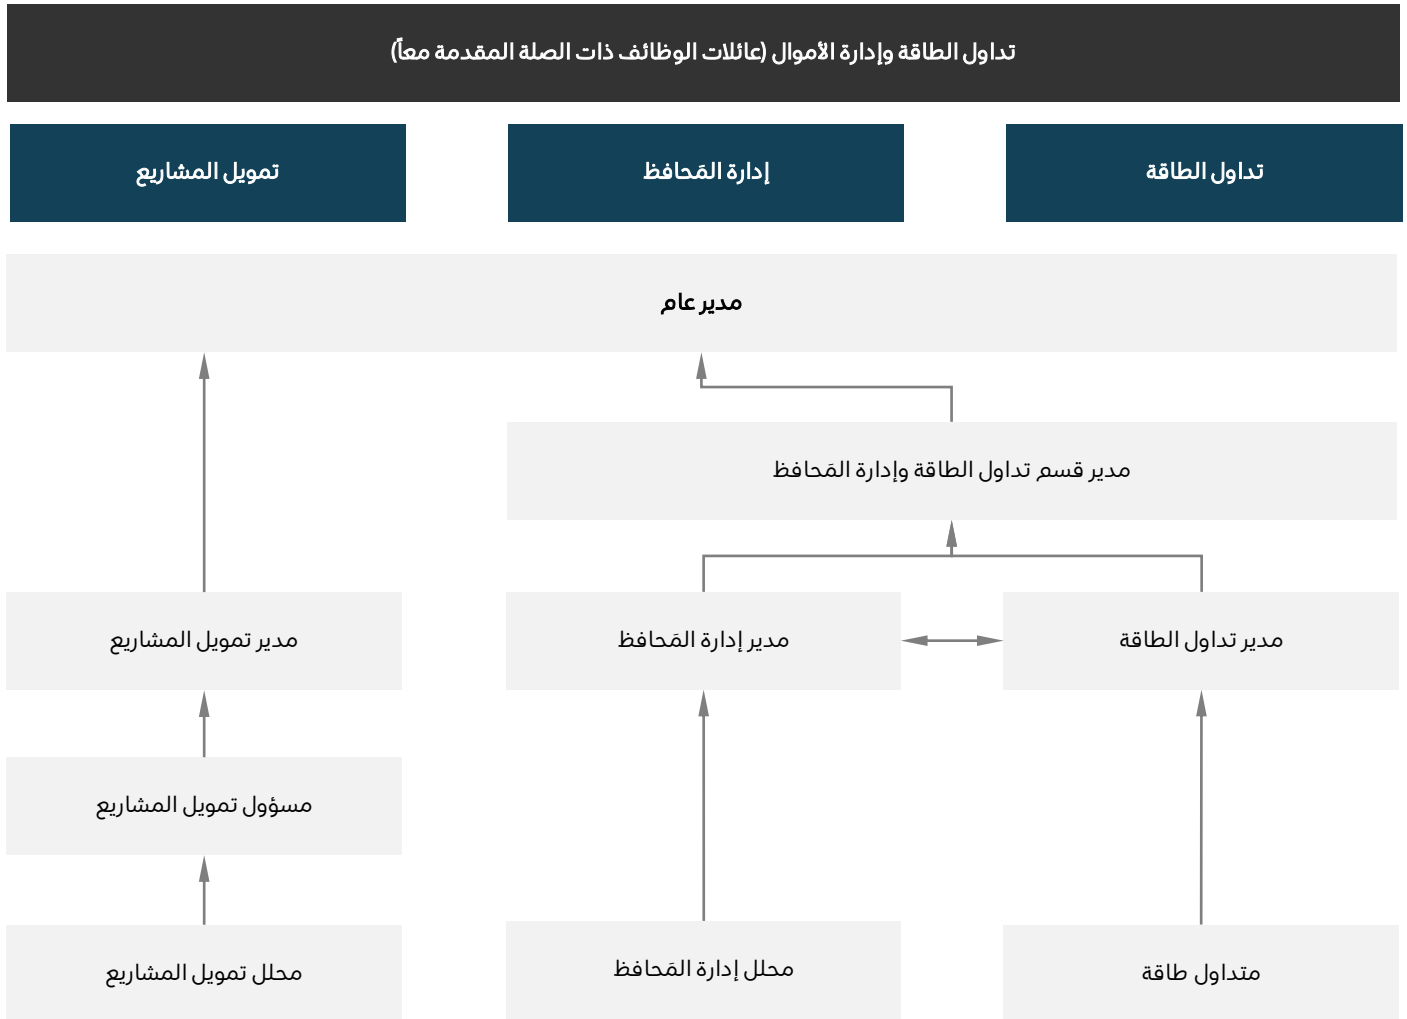 تداول الطاقة وإدارة الأموال (عائلات الوظائف ذات الصلة المقدمة معاً)
تداول الطاقة
إدارة المَحافظ
تمويل المشاريع
مدير عام
مدير قسم تداول الطاقة وإدارة المَحافظ
مدير تداول الطاقة
مدير إدارة المَحافظ
مدير تمويل المشاريع
مسؤول تمويل المشاريع
متداول طاقة
محلل إدارة المَحافظ
محلل تمويل المشاريع